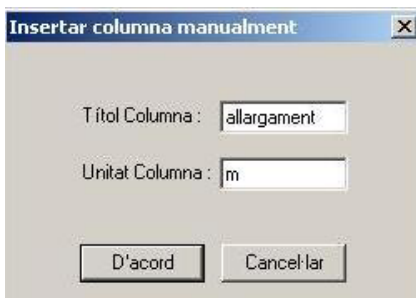 Insertar columna manualment
Títol Columna : allargament
Unitat Columna : m
D'acord Cancel·lar